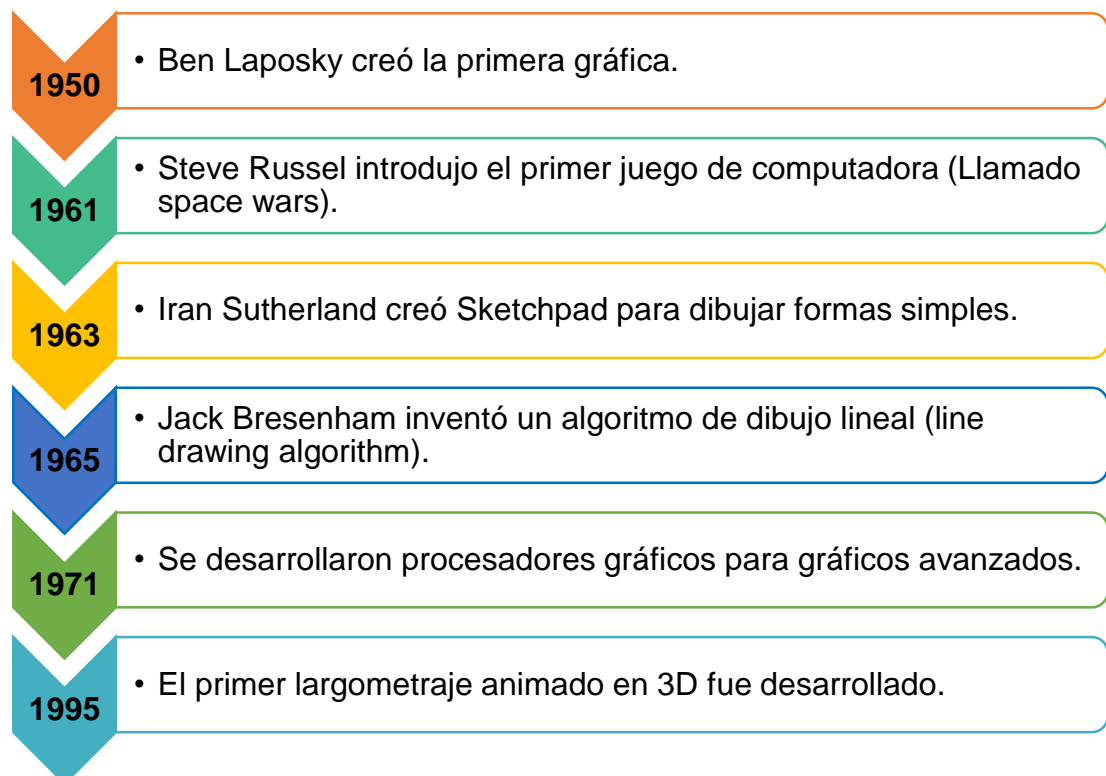 1950
• Ben Laposky creó la primera gráfica.
1961
• Steve Russel introdujo el primer juego de computadora (Llamado
space wars).
1963
• Iran Sutherland creó Sketchpad para dibujar formas simples.
1965
• Jack Bresenham inventó un algoritmo de dibujo lineal (line
drawing algorithm).
1971
• Se desarrollaron procesadores gráficos para gráficos avanzados.
1995
• El primer largometraje animado en 3D fue desarrollado.